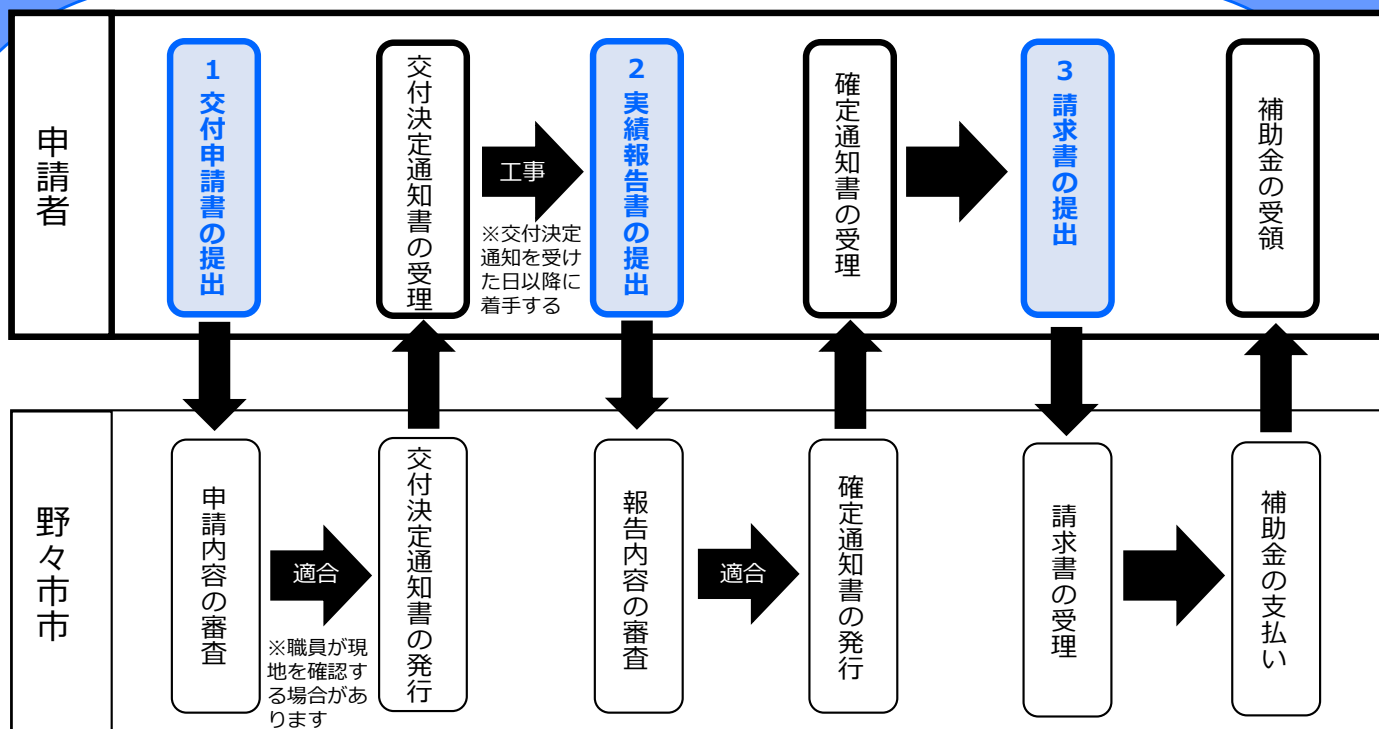 申請者
1 交付申請書の提出
交付決定通知書の受理
工事
※交付決定
通知を受け
た日以降に
着手する
2 実績報告書の提出
確定通知書の受理
3 請求書の提出
補助金の受領
野々市市
申請内容の審査
適合
※職員が現
地を確認す
る場合があ
ります
交付決定通知書の発行
報告内容の審査
適合
確定通知書の発行
請求書の受理
補助金の支払い